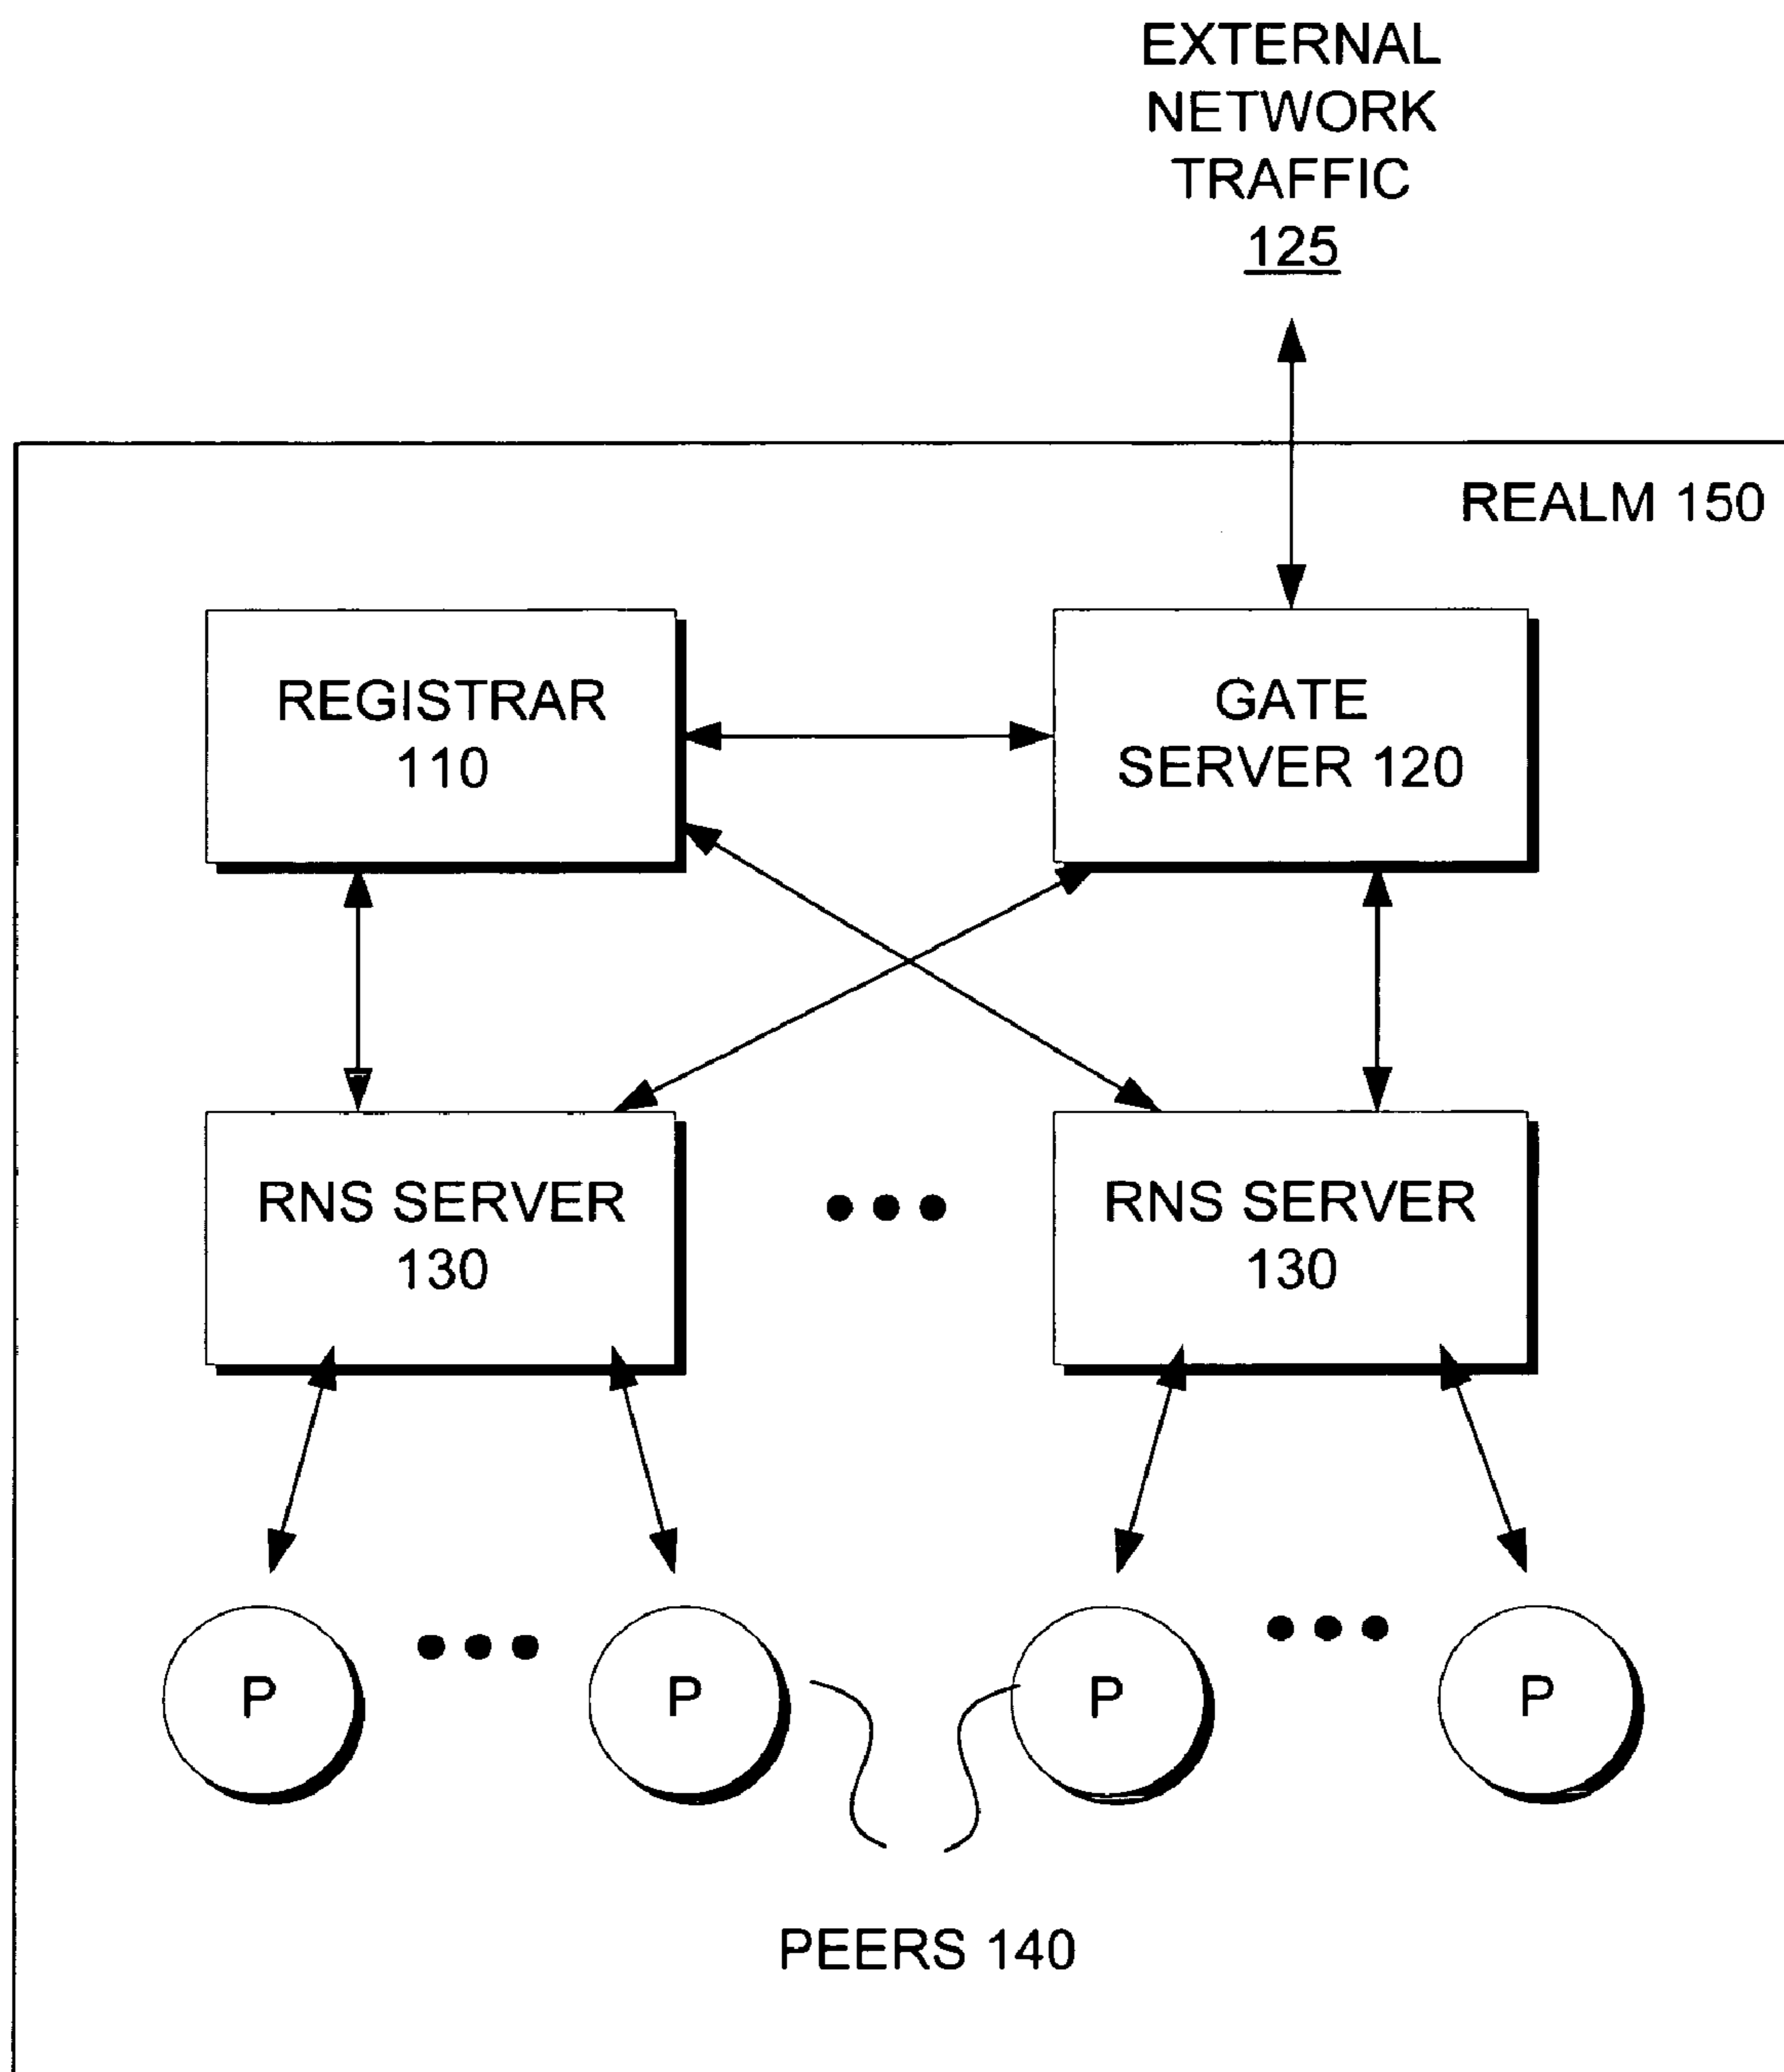 EXTERNAL
NETWORK
TRAFFIC
125
REALM 150
REGISTRAR
110
GATE
SERVER 120
RNS SERVER
130
RNS SERVER
130
P
P
P
P
PEERS 140